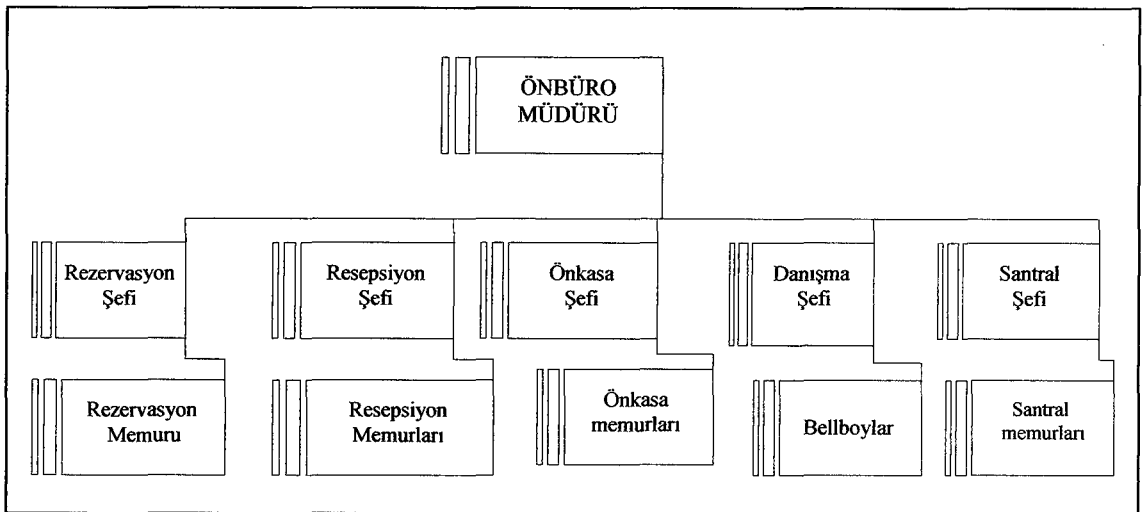 ÖNBÜRO
MÜDÜRÜ
Rezervasyon
Şefi
Resepsiyon
Şefi
Önkasa
Şefi
Danışma
Şefi
Santral
Şefi
Rezervasyon
Memuru
Resepsiyon
Memurları
Önkasa
memurları
Bellboylar
Santral
memurları